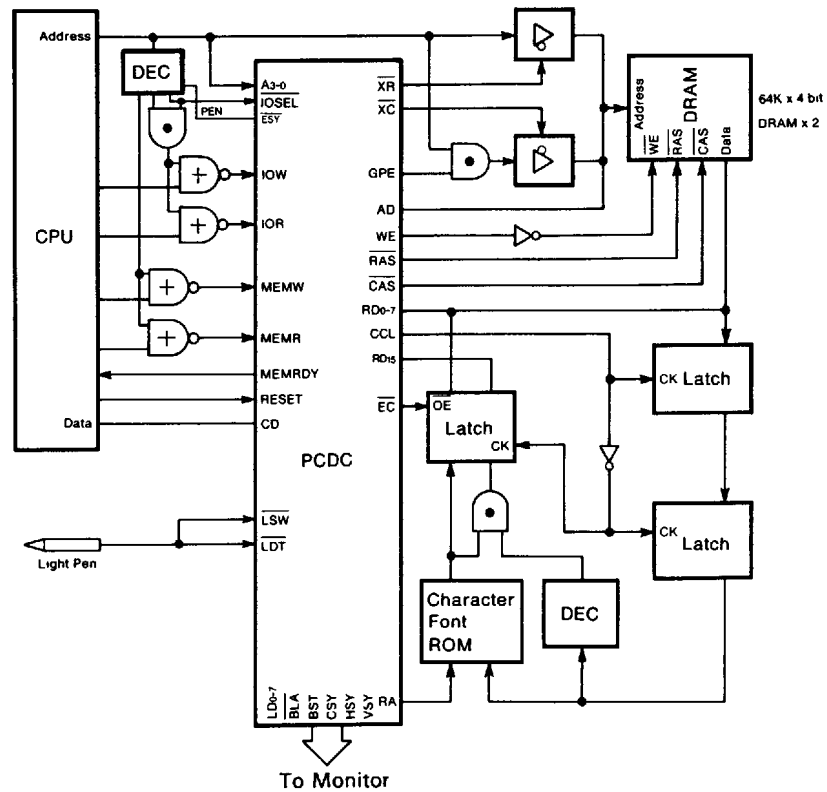 Address
DEC
PEN
CPU
Data
A3-0
IOSEL
ESY
IOW
IOR
MEMW
MEMR
MEMRDY
RESET
CD
PCDC
LSW
LDT
Light Pen
LD0-7
BLA
BST
CSY
HSY
VSY
RA
To Monitor
XR
XC
GPE
AD
WE
RAS
CAS
RD0-7
CCL
RD15
EC
Address
DRAM
WE
RAS
CAS
Data
64K x 4 bit
DRAM x 2
OE
Latch
CK
CK Latch
CK Latch
Character
Font
ROM
DEC